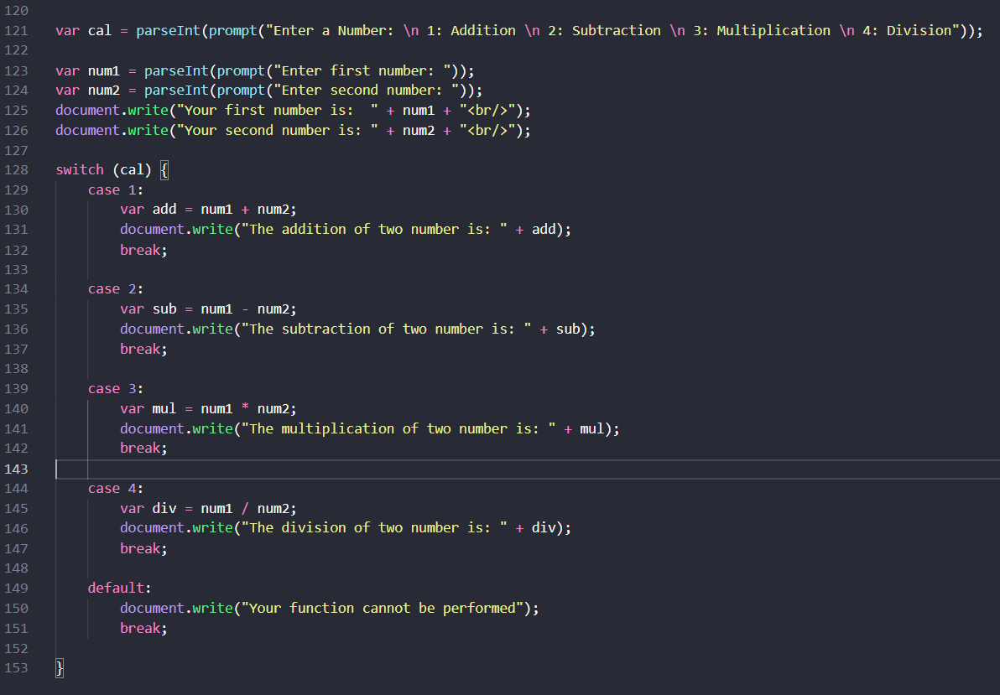 120
121 var cal = parseInt(prompt("Enter a Number: \n 1: Addition \n 2: Subtraction \n 3: Multiplication \n 4: Division"));
122
123 var num1 = parseInt(prompt("Enter first number: "));
124 var num2 = parseInt(prompt("Enter second number: "));
125 document.write("Your first number is:  " + num1 + "<br/>");
126 document.write("Your second number is: " + num2 + "<br/>");
127
128 switch (cal) {
129     case 1:
130         var add = num1 + num2;
131         document.write("The addition of two number is: " + add);
132         break;
133
134     case 2:
135         var sub = num1 - num2;
136         document.write("The subtraction of two number is: " + sub);
137         break;
138
139     case 3:
140         var mul = num1 * num2;
141         document.write("The multiplication of two number is: " + mul);
142         break;
143
144     case 4:
145         var div = num1 / num2;
146         document.write("The division of two number is: " + div);
147         break;
148
149     default:
150         document.write("Your function cannot be performed");
151         break;
152
153 }